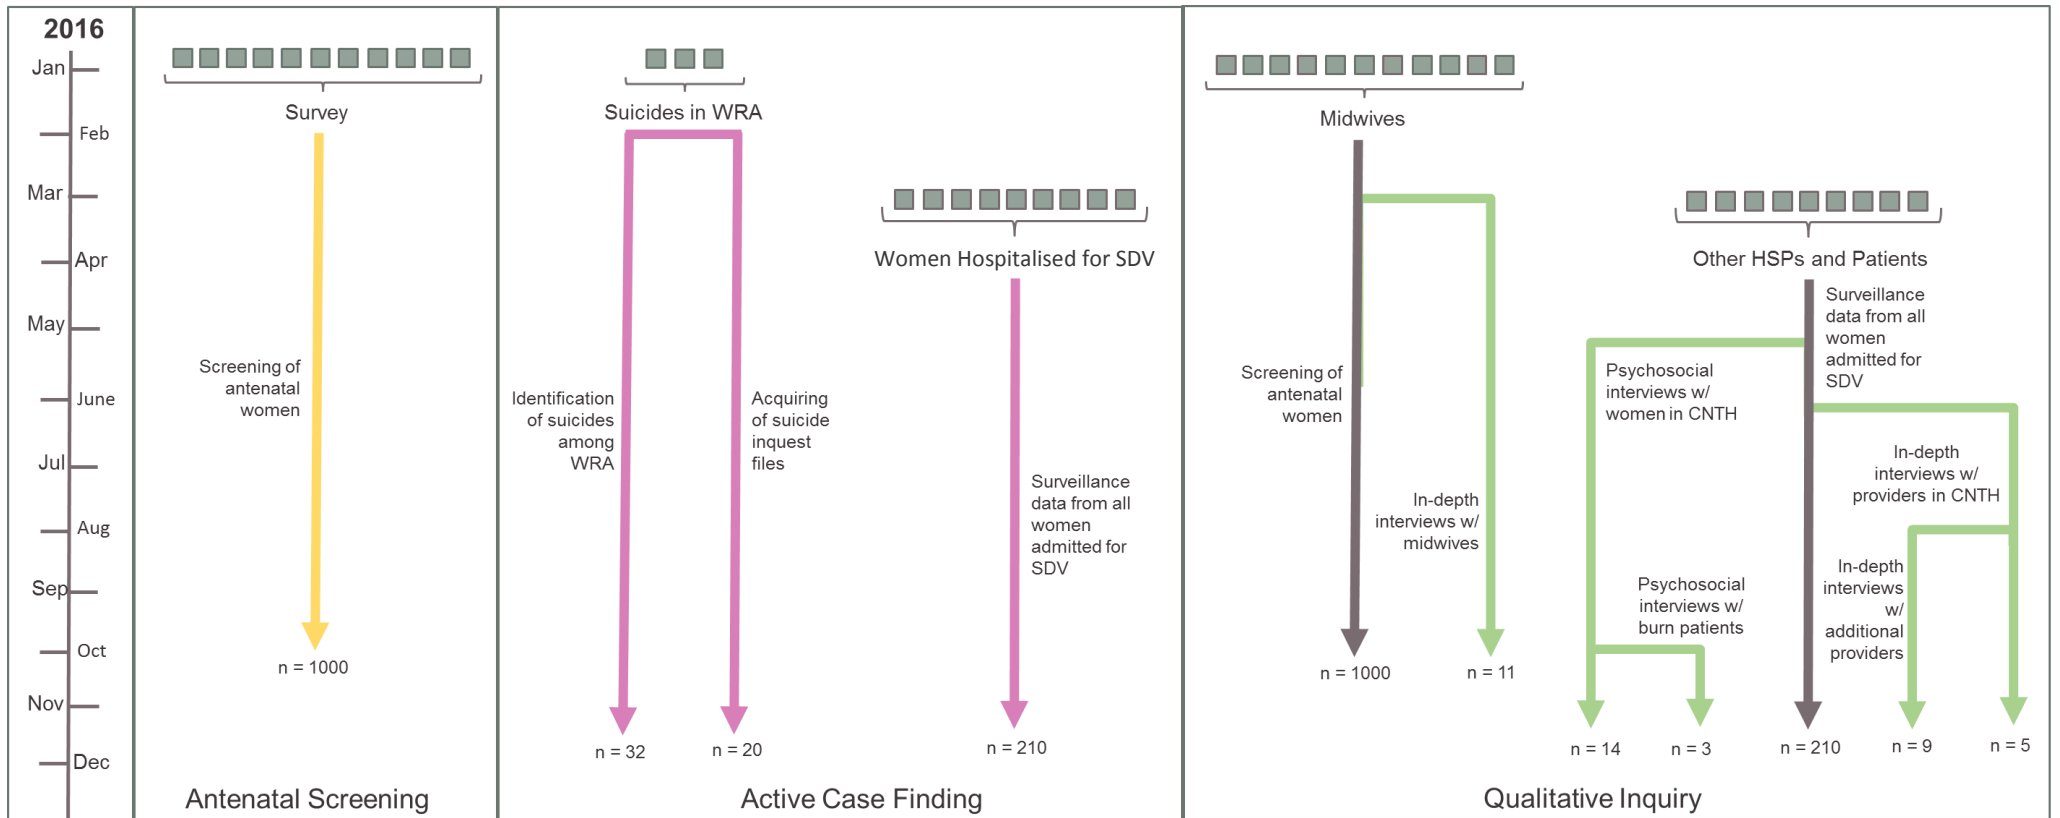 2016
Jan
Feb
Mar
Apr
May
June
Jul
Aug
Sep
Oct
Nov
Dec
Survey
Screening of
antenatal
women
n = 1000
Antenatal Screening
Suicides in WRA
Identification
of suicides
among
WRA
Acquiring
of suicide
inquest
files
n = 32
n = 20
Women Hospitalised for SDV
Surveillance
data from all
women
admitted for
SDV
n = 210
Active Case Finding
Midwives
Screening of
antenatal
women
In-depth
interviews w/
midwives
n = 1000
n = 11
Other HSPs and Patients
Surveillance
data from all
women
admitted for
SDV
Psychosocial
interviews w/
women in CNTH
In-depth
interviews w/
providers in CNTH
Psychosocial
interviews w/
burn patients
In-depth
interviews
w/
additional
providers
n = 14
n = 3
n = 210
n = 9
n = 5
Qualitative Inquiry